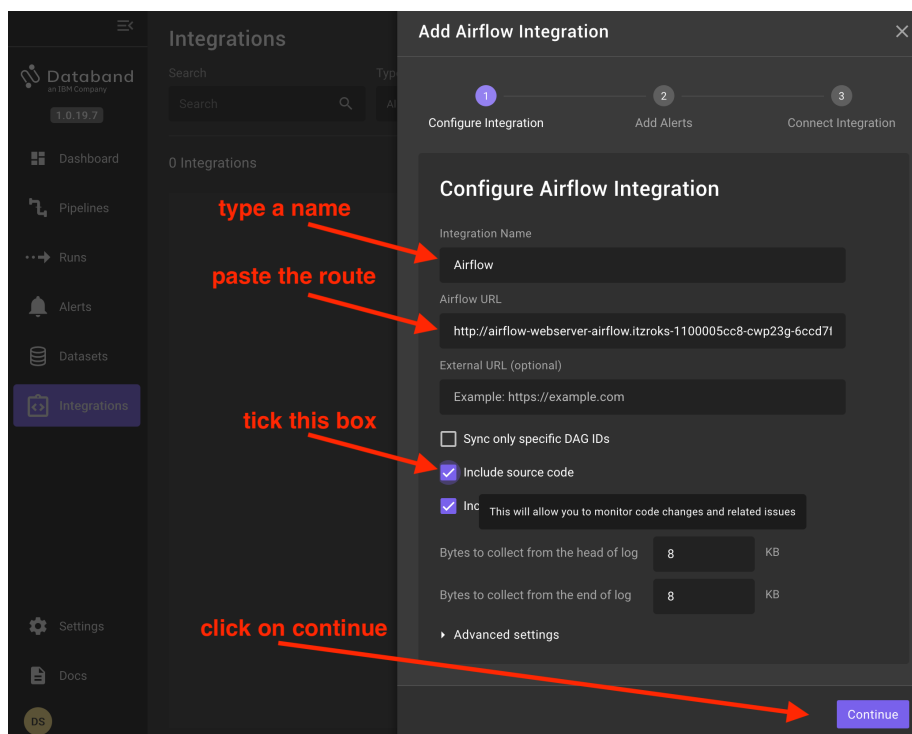 Databand
an IBM Company
1.0.19.7
Dashboard
Pipelines
Runs
Alerts
Datasets
Integrations
Settings
Docs
DS
Integrations
Search
Typ
Search
Al
0 Integrations
type a name
paste the route
tick this box
click on continue
Add Airflow Integration
1
2
3
Configure Integration
Add Alerts
Connect Integration
Configure Airflow Integration
Integration Name
Airflow
Airflow URL
http://airflow-webserver-airflow.itzroks-1100005cc8-cwp23g-6ccd7f
External URL (optional)
Example: https://example.com
Sync only specific DAG IDs
Include source code
Inc
This will allow you to monitor code changes and related issues
Bytes to collect from the head of log
8
KB
Bytes to collect from the end of log
8
KB
Advanced settings
Continue